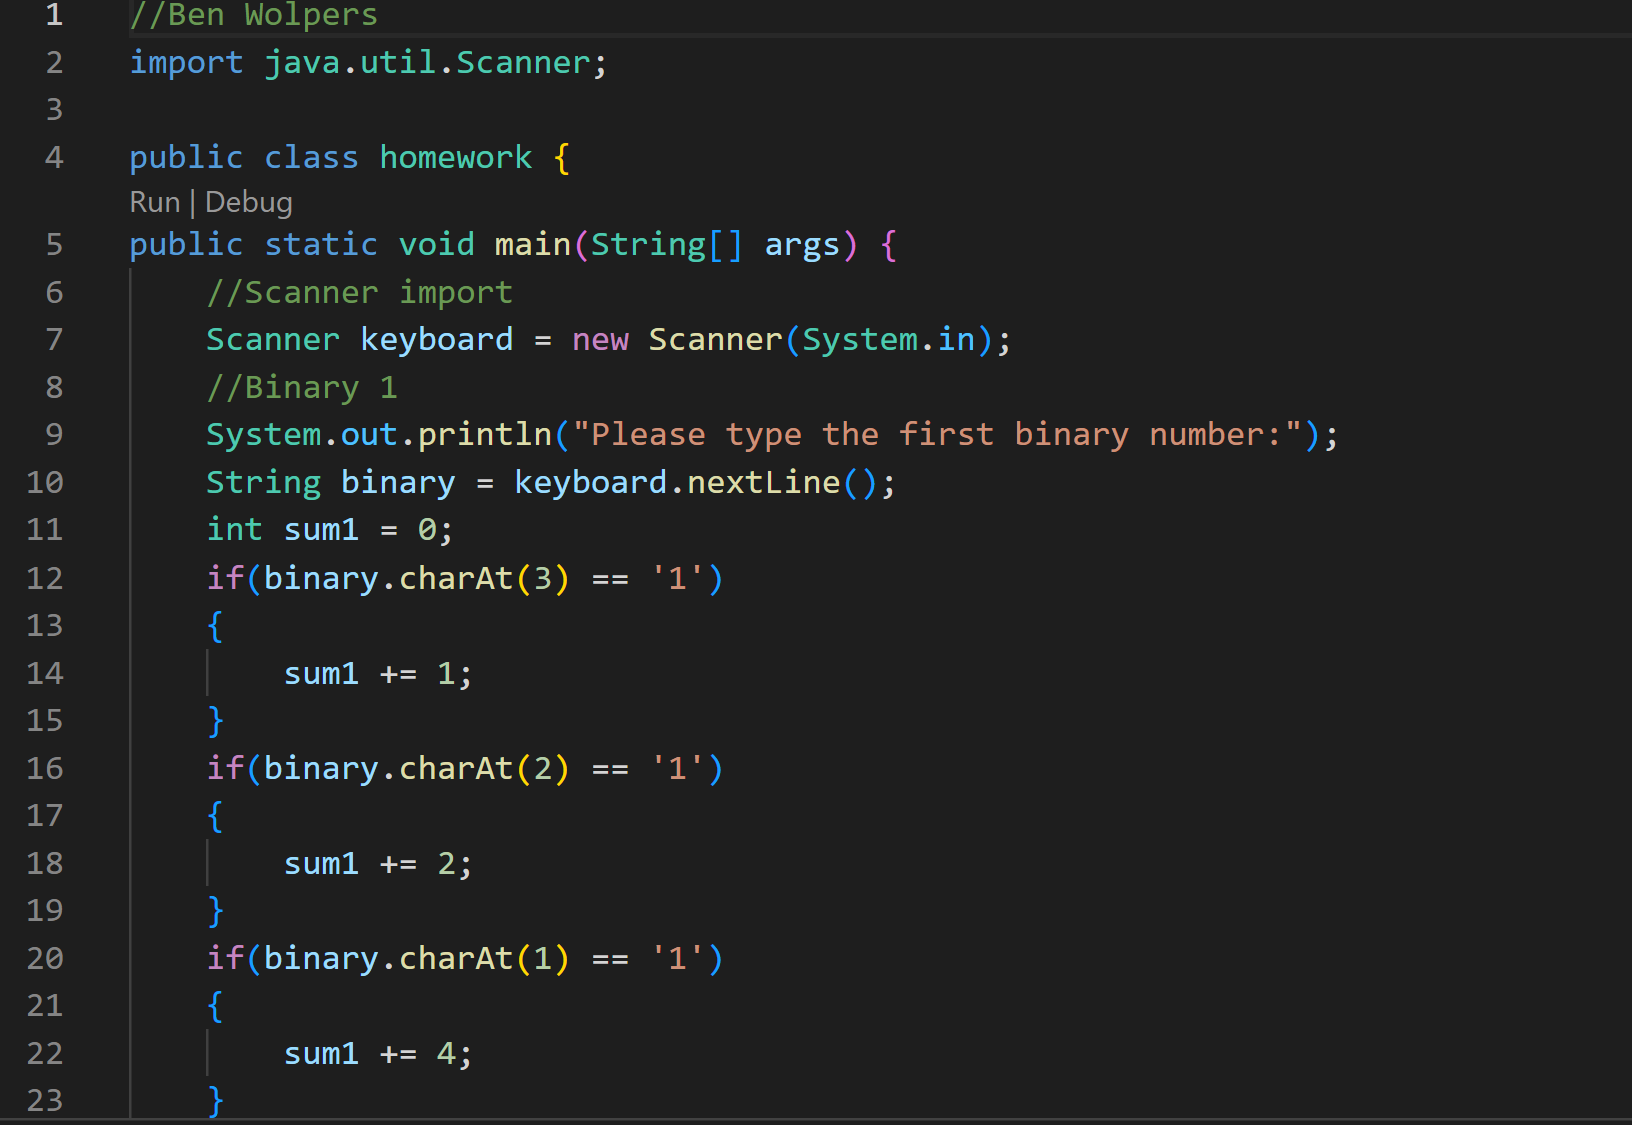 1 //Ben Wolpers
2 import java.util.Scanner;
3
4 public class homework {
Run | Debug
5 public static void main(String[] args) {
6 //Scanner import
7 Scanner keyboard = new Scanner(System.in);
8 //Binary 1
9 System.out.println("Please type the first binary number:");
10 String binary = keyboard.nextLine();
11 int sum1 = 0;
12 if(binary.charAt(3) == '1')
13 {
14 sum1 += 1;
15 }
16 if(binary.charAt(2) == '1')
17 {
18 sum1 += 2;
19 }
20 if(binary.charAt(1) == '1')
21 {
22 sum1 += 4;
23 }